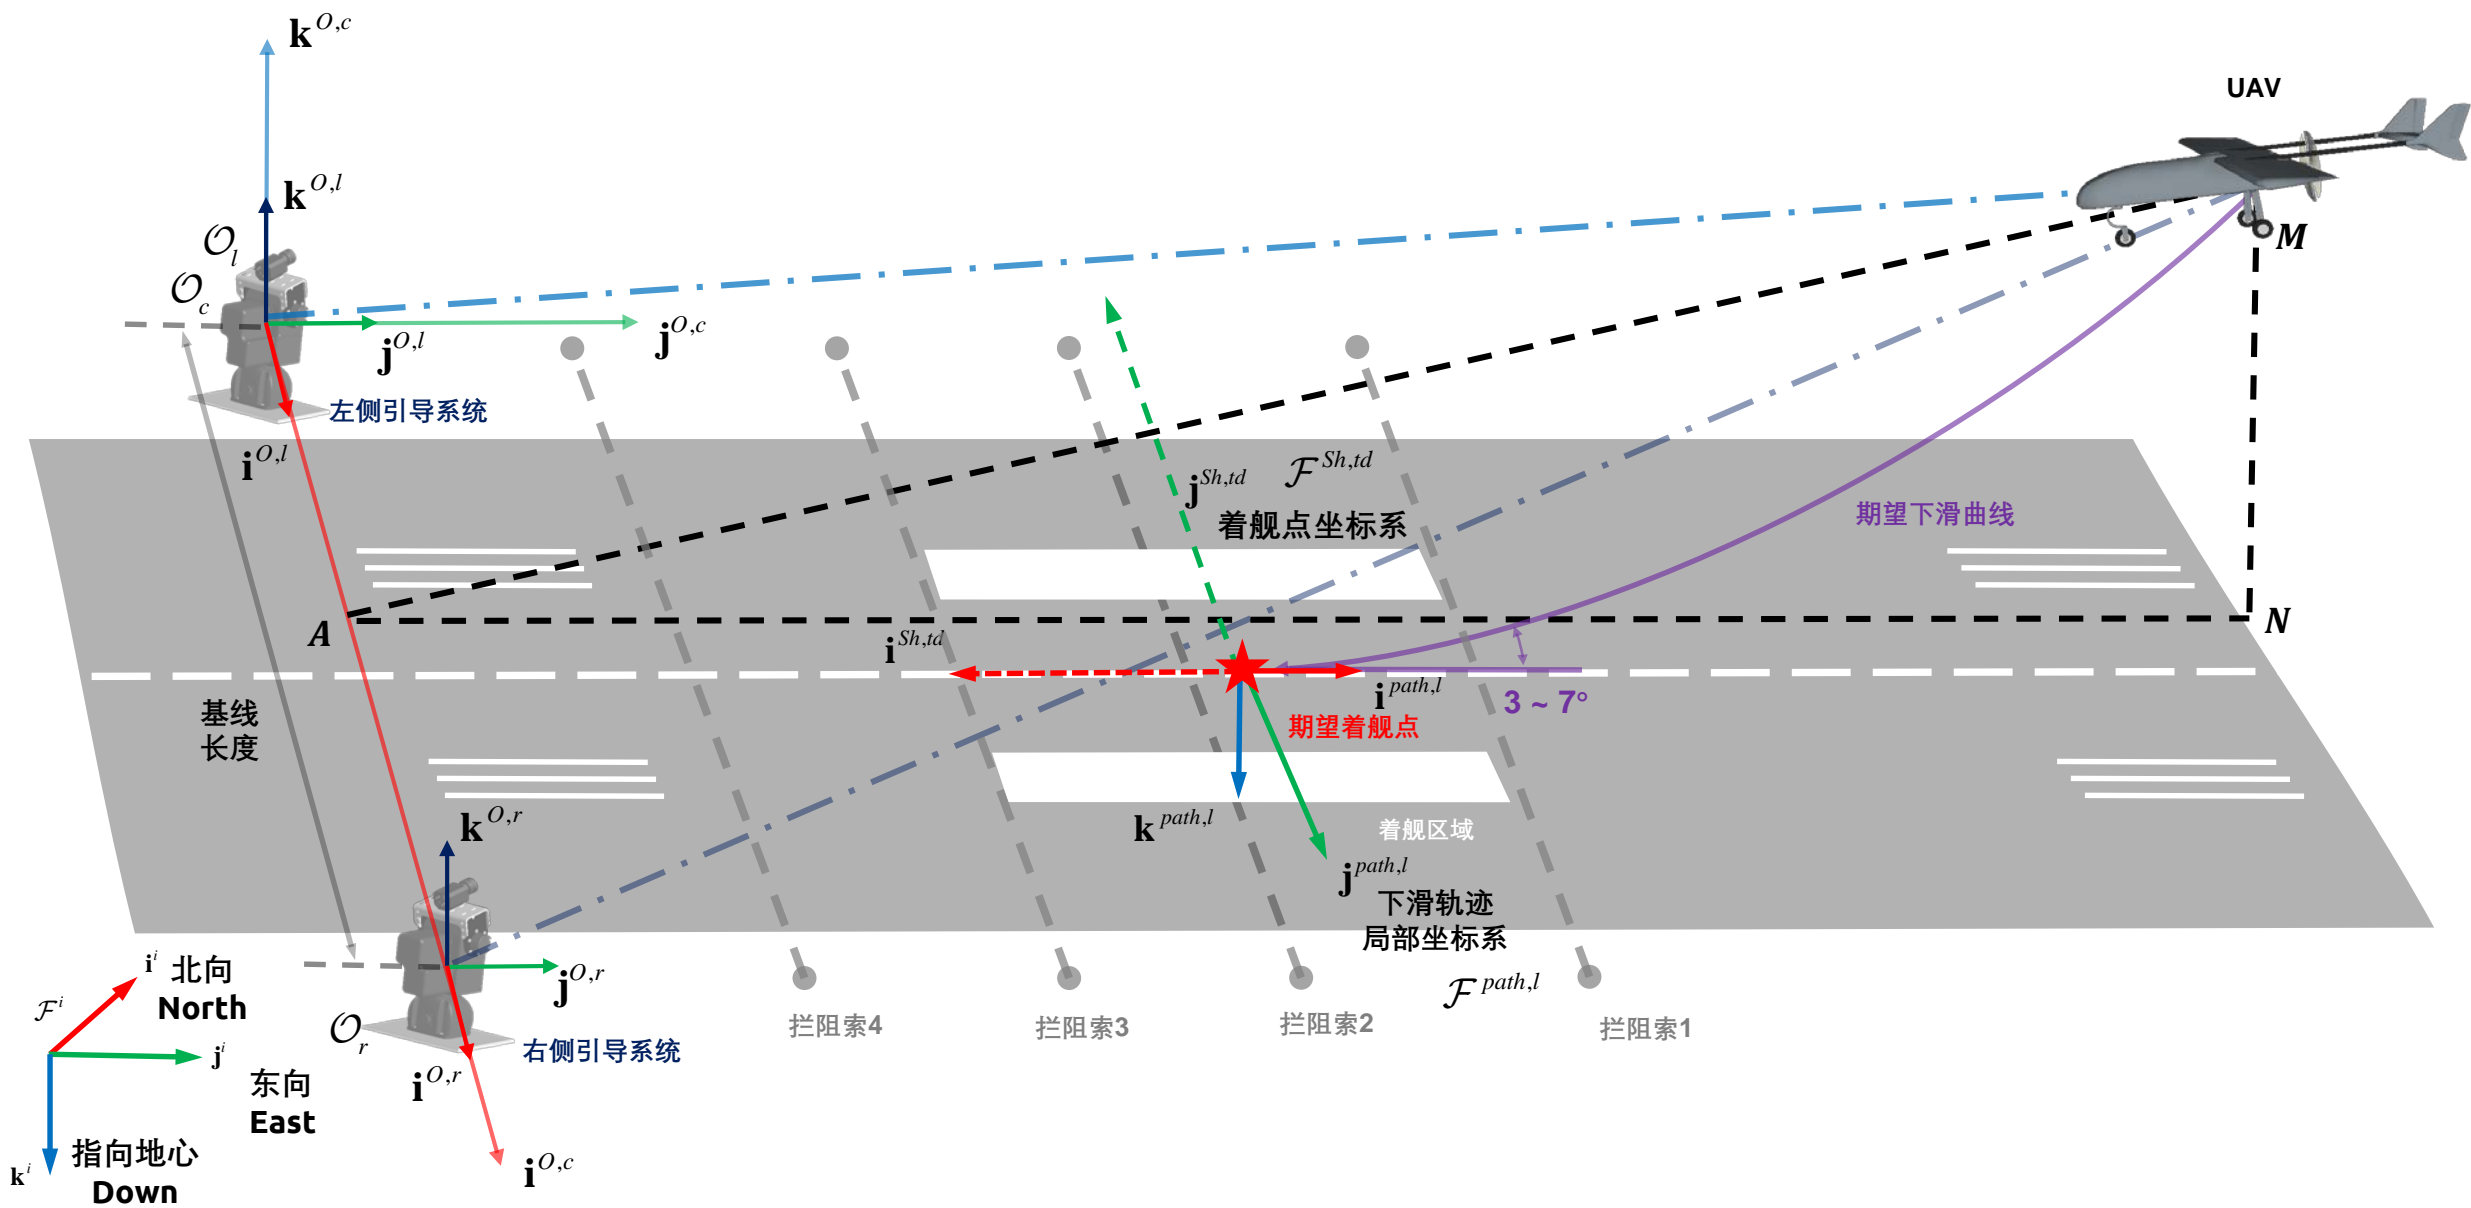 k^{O,c}
UAV
k^{O,l}
𝒪_l
𝒪_c
M
j^{O,l}
j^{O,c}
左侧引导系统
i^{O,l}
ℱ^{Sh,td}
j^{Sh,td}
着舰点坐标系
期望下滑曲线
A
N
i^{Sh,td}
i^{path,l}
3 ~ 7°
基线
长度
期望着舰点
k^{path,l}
着舰区域
k^{O,r}
j^{path,l}
下滑轨迹
局部坐标系
i^i
北向
North
ℱ^i
j^{O,r}
ℱ^{path,l}
𝒪_r
拦阻索4
拦阻索3
拦阻索2
拦阻索1
右侧引导系统
j^i
i^{O,r}
东向
East
指向地心
Down
k^i
i^{O,c}